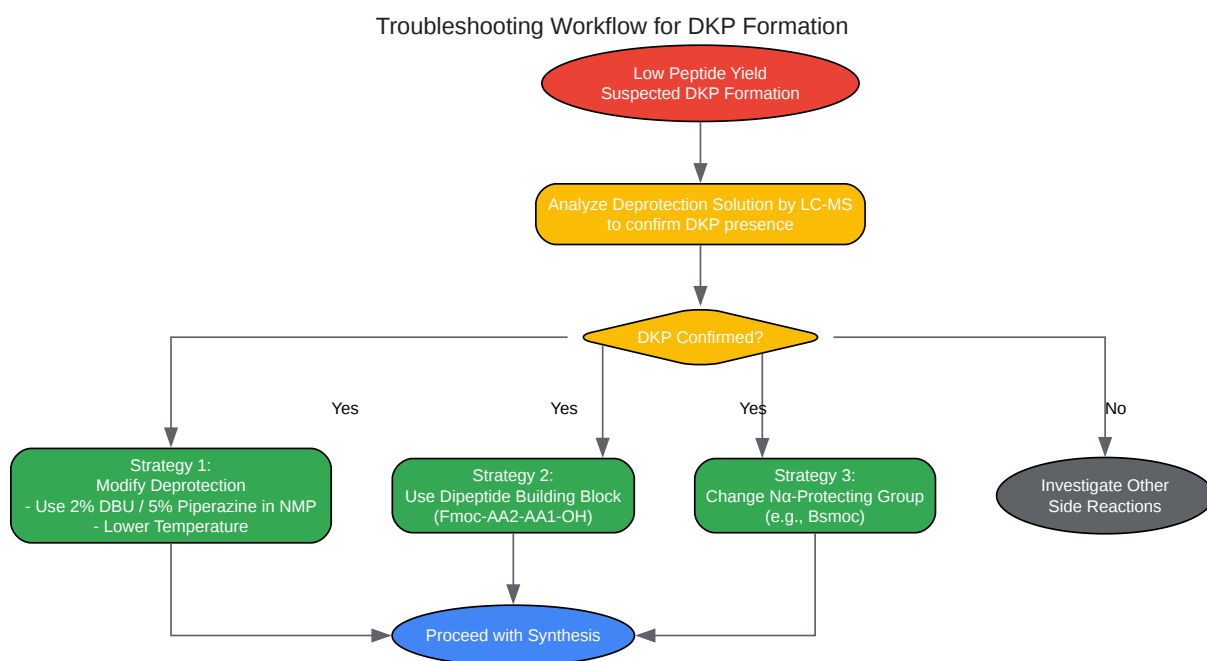 Troubleshooting Workflow for DKP Formation
Low Peptide Yield
Suspected DKP Formation
Analyze Deprotection Solution by LC-MS
to confirm DKP presence
DKP Confirmed?
Yes
Yes
Yes
No
Strategy 1:
Modify Deprotection
- Use 2% DBU / 5% Piperazine in NMP
- Lower Temperature
Strategy 2:
Use Dipeptide Building Block
(Fmoc-AA2-AA1-OH)
Strategy 3:
Change Nα-Protecting Group
(e.g., Bsmoc)
Investigate Other
Side Reactions
Proceed with Synthesis